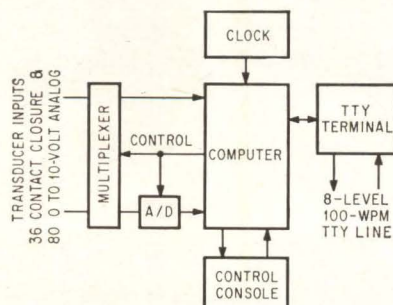 CLOCK
TRANSDUCER INPUTS
36 CONTACT CLOSURE &
80 0 TO 10-VOLT ANALOG
MULTIPLEXER
CONTROL
A/D
COMPUTER
TTY
TERMINAL
8-LEVEL
100-WPM
TTY LINE
CONTROL
CONSOLE